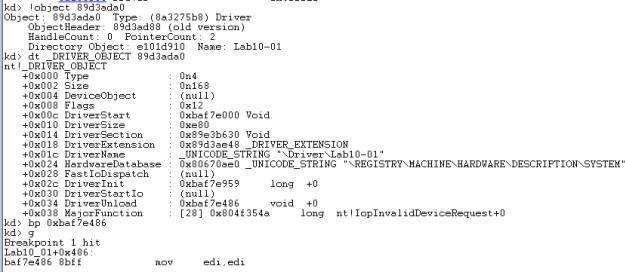 kd> !object 89d3ada0
Object: 89d3ada0  Type: (8a3275b8) Driver
    ObjectHeader: 89d3ad88 (old version)
    HandleCount: 0  PointerCount: 2
    Directory Object: e101d910  Name: Lab10-01
kd> dt _DRIVER_OBJECT 89d3ada0
nt!_DRIVER_OBJECT
   +0x000 Type             : 0n4
   +0x002 Size             : 0n168
   +0x004 DeviceObject     : (null)
   +0x008 Flags            : 0x12
   +0x00c DriverStart      : 0xbaf7e000 Void
   +0x010 DriverSize       : 0xe80
   +0x014 DriverSection    : 0x89e3b630 Void
   +0x018 DriverExtension  : 0x89d3ae48 _DRIVER_EXTENSION
   +0x01c DriverName       : _UNICODE_STRING "\Driver\Lab10-01"
   +0x024 HardwareDatabase : 0x80670ae0 _UNICODE_STRING "\REGISTRY\MACHINE\HARDWARE\DESCRIPTION\SYSTEM"
   +0x028 FastIoDispatch   : (null)
   +0x02c DriverInit       : 0xbaf7e959     long  +0
   +0x030 DriverStartIo    : (null)
   +0x034 DriverUnload     : 0xbaf7e486     void  +0
   +0x038 MajorFunction    : [28] 0x804f354a     long  nt!IopInvalidDeviceRequest+0
kd> bp 0xbaf7e486
kd> g
Breakpoint 1 hit
Lab10_01+0x486:
baf7e486 8bff            mov     edi,edi